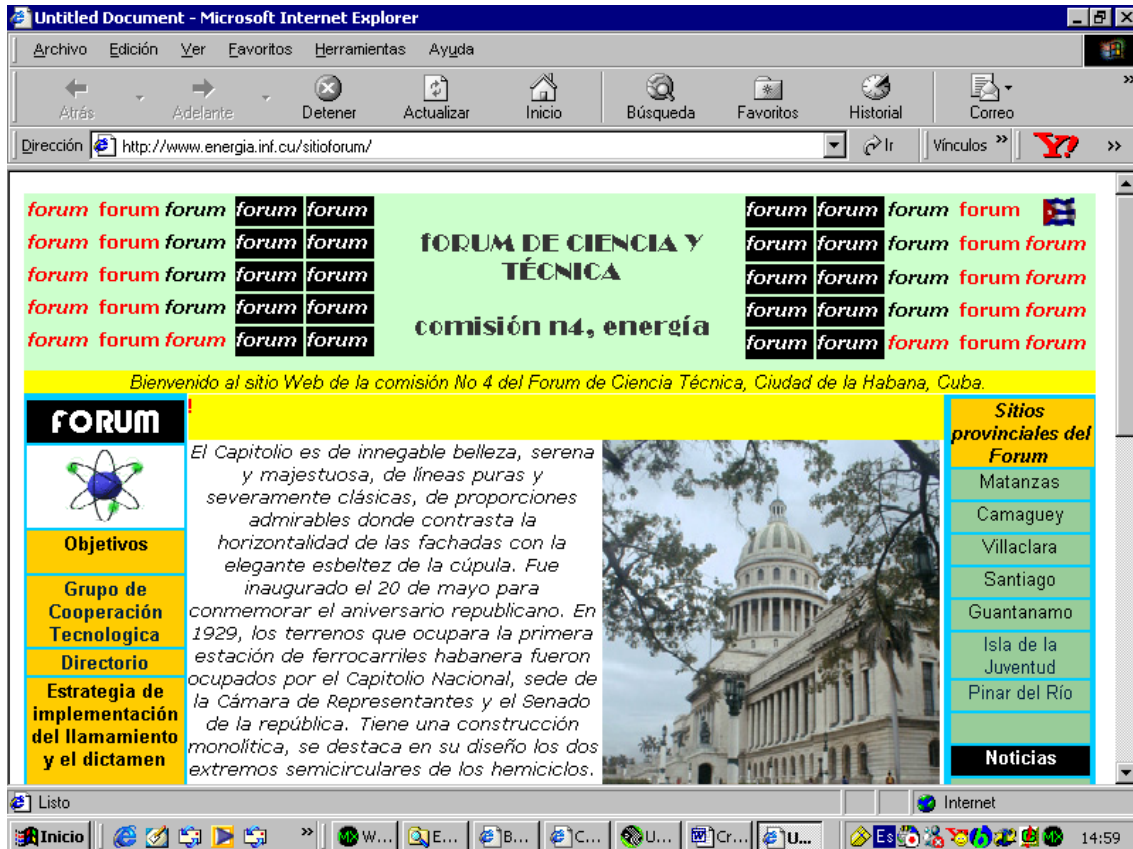 Untitled Document - Microsoft Internet Explorer
Archivo Edición Ver Favoritos Herramientas Ayuda
Atrás Adelante Detener Actualizar Inicio Búsqueda Favoritos Historial Correo »
Dirección http://www.energia.inf.cu/sitioforum/ Ir Vínculos » Y! »
forum forum forum forum forum
forum forum forum forum forum
forum forum forum forum forum
forum forum forum forum forum
forum forum forum forum forum
fORUM DE CIENCIA Y
TÉCNICA
comisión n4, energía
forum forum forum forum
forum forum forum forum forum
forum forum forum forum forum
forum forum forum forum forum
forum forum forum forum forum
Bienvenido al sitio Web de la comisión No 4 del Forum de Ciencia Técnica, Ciudad de la Habana, Cuba.
FORUM
Objetivos
Grupo de
Cooperación
Tecnologica
Directorio
Estrategia de
implementación
del llamamiento
y el dictamen
!
El Capitolio es de innegable belleza, serena
y majestuosa, de líneas puras y
severamente clásicas, de proporciones
admirables donde contrasta la
horizontalidad de las fachadas con la
elegante esbeltez de la cúpula. Fue
inaugurado el 20 de mayo para
conmemorar el aniversario republicano. En
1929, los terrenos que ocupara la primera
estación de ferrocarriles habanera fueron
ocupados por el Capitolio Nacional, sede de
la Cámara de Representantes y el Senado
de la república. Tiene una construcción
monolítica, se destaca en su diseño los dos
extremos semicirculares de los hemiciclos.
Sitios
provinciales del
Forum
Matanzas
Camaguey
Villaclara
Santiago
Guantanamo
Isla de la
Juventud
Pinar del Río
Noticias
Listo Internet
Inicio » W... E... B... C... U... Cr... U... Es 14:59